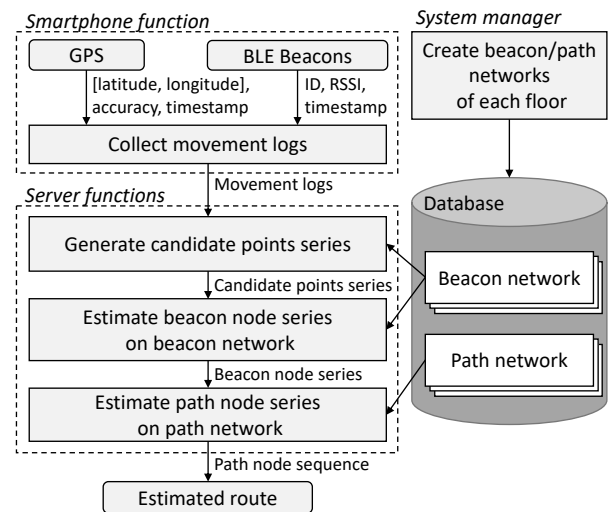 Smartphone function
GPS
BLE Beacons
[latitude, longitude],
accuracy, timestamp
ID, RSSI,
timestamp
Collect movement logs
Movement logs
Server functions
Generate candidate points series
Candidate points series
Estimate beacon node series
on beacon network
Beacon node series
Estimate path node series
on path network
Path node sequence
Estimated route
System manager
Create beacon/path
networks
of each floor
Database
Beacon network
Path network